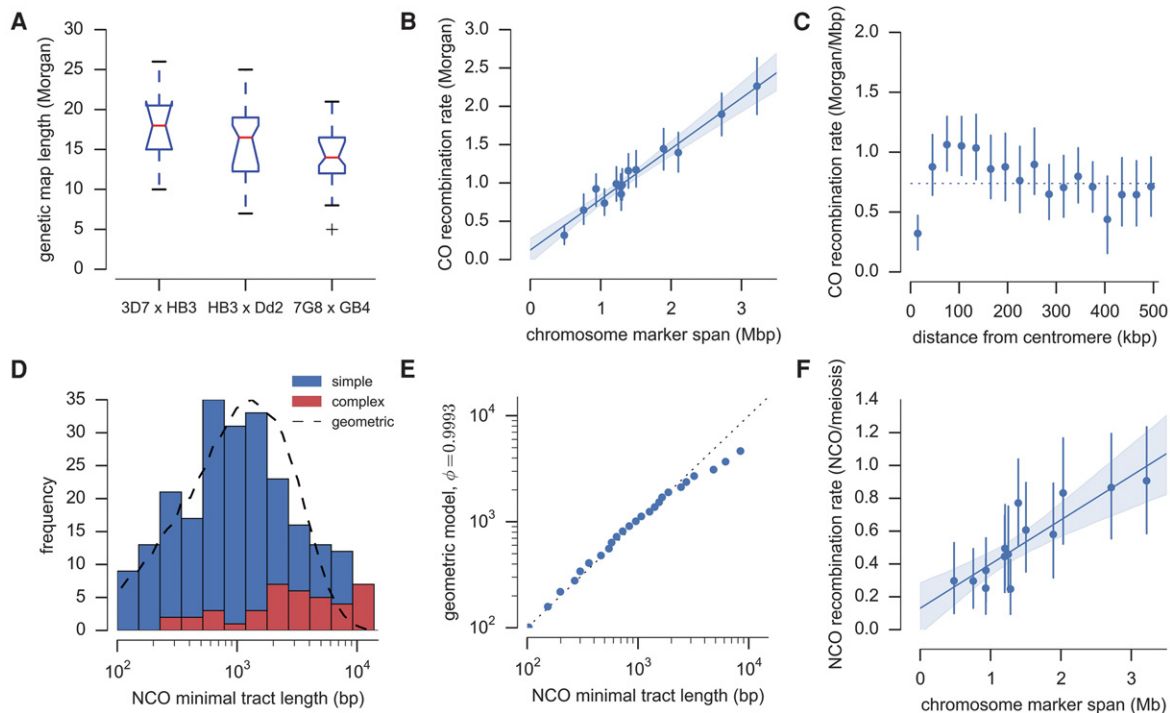 A
genetic map length (Morgan)
30
25
20
15
10
5
0
3D7 x HB3
HB3 x Dd2
7G8 x GB4
B
CO recombination rate (Morgan)
3.0
2.5
2.0
1.5
1.0
0.5
0.0
0
1
2
3
chromosome marker span (Mbp)
C
CO recombination rate (Morgan/Mbp)
2.0
1.5
1.0
0.5
0.0
0
100
200
300
400
500
distance from centromere (kbp)
D
frequency
35
30
25
20
15
10
5
0
simple
complex
geometric
10²
10³
10⁴
NCO minimal tract length (bp)
E
geometric model, ϕ=0.9993
10⁴
10³
10²
10²
10³
10⁴
NCO minimal tract length (bp)
F
NCO recombination rate (NCO/meiosis)
1.4
1.2
1.0
0.8
0.6
0.4
0.2
0.0
0
1
2
3
chromosome marker span (Mb)